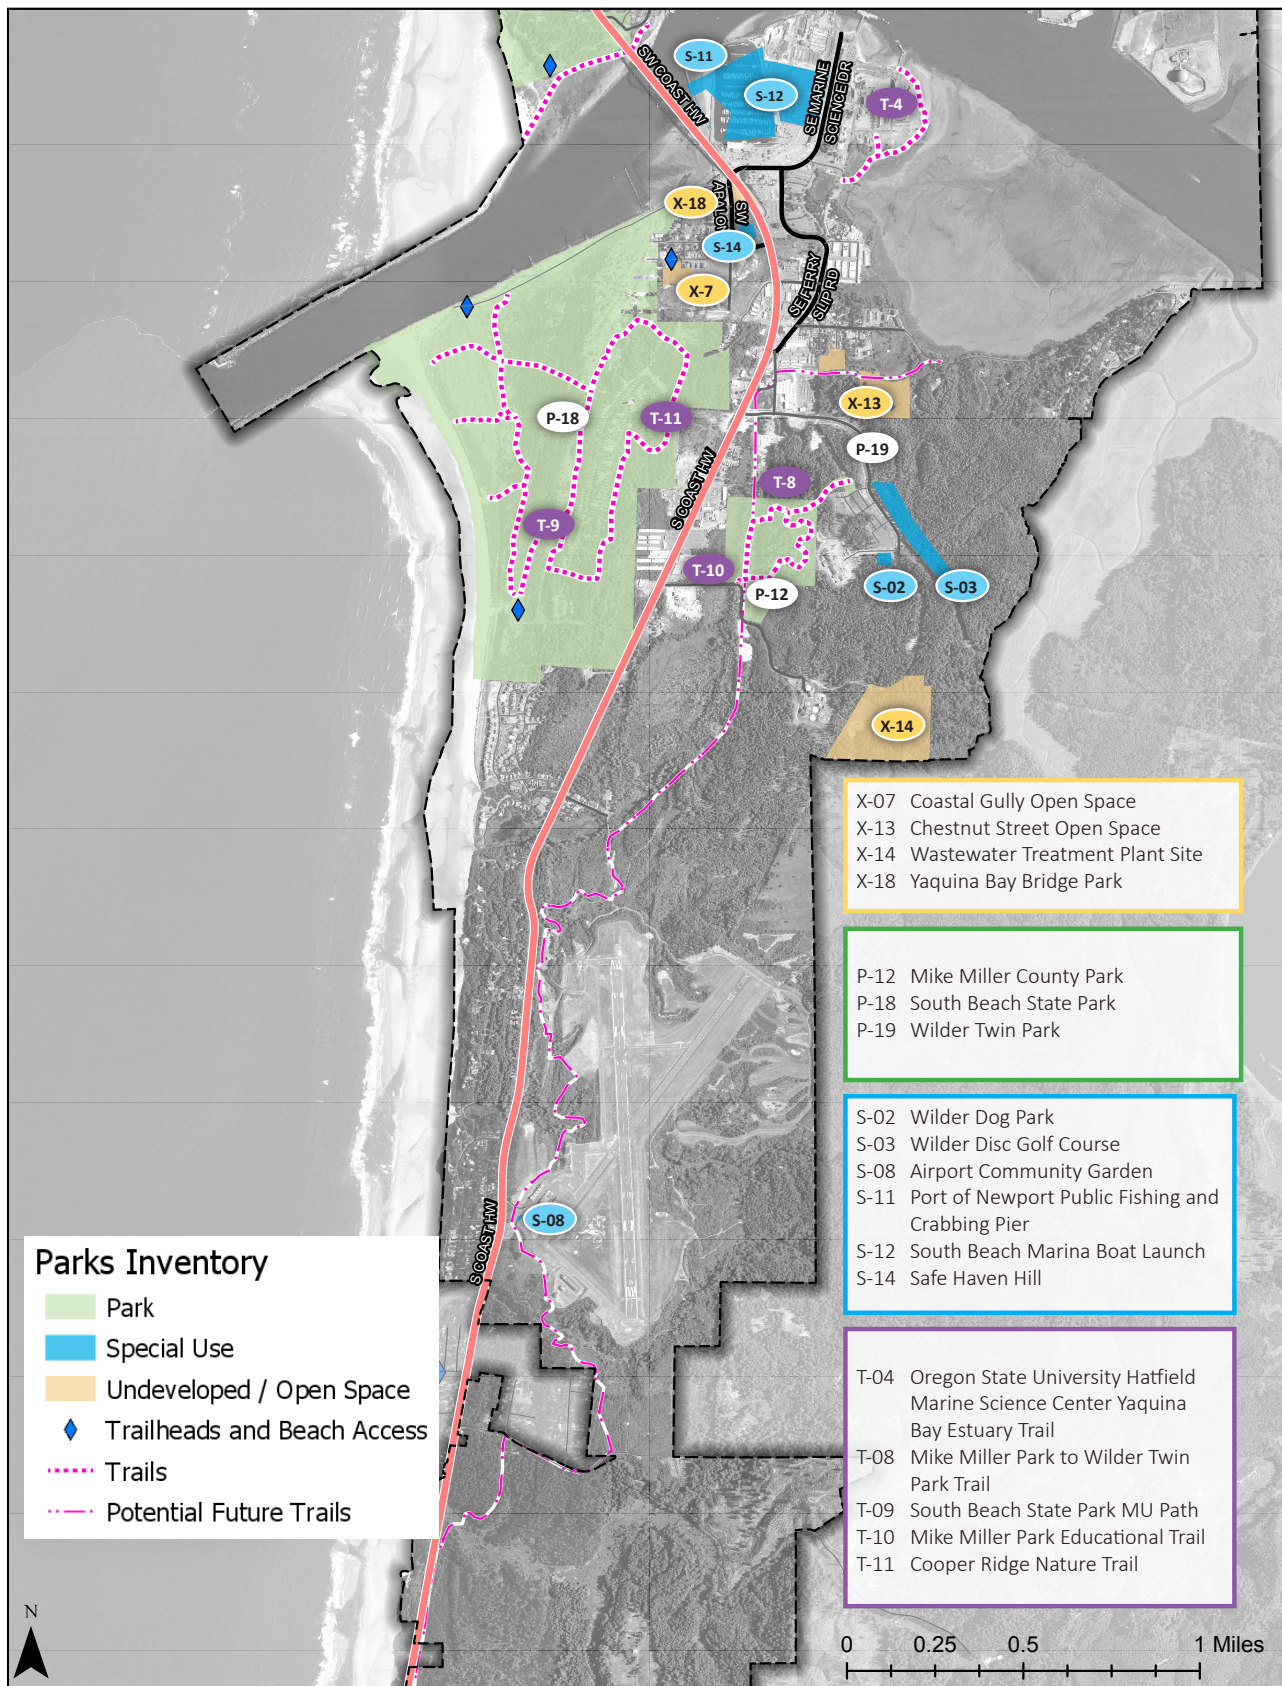 SW COAST HW
S-11
S-12
SE MARINE
SCIENCE DR
T-4
X-18
SW
S-14
X-7
SE FERRY
SLIP RD
X-13
P-18
T-11
P-19
S COAST HW
T-8
T-9
T-10
P-12
S-02
S-03
X-14
X-07 Coastal Gully Open Space
X-13 Chestnut Street Open Space
X-14 Wastewater Treatment Plant Site
X-18 Yaquina Bay Bridge Park
P-12 Mike Miller County Park
P-18 South Beach State Park
P-19 Wilder Twin Park
S-02 Wilder Dog Park
S-03 Wilder Disc Golf Course
S-08 Airport Community Garden
S-11 Port of Newport Public Fishing and
Crabbing Pier
S-12 South Beach Marina Boat Launch
S-14 Safe Haven Hill
S-08
S COAST HW
Parks Inventory
Park
Special Use
Undeveloped / Open Space
Trailheads and Beach Access
Trails
Potential Future Trails
T-04 Oregon State University Hatfield
Marine Science Center Yaquina
Bay Estuary Trail
T-08 Mike Miller Park to Wilder Twin
Park Trail
T-09 South Beach State Park MU Path
T-10 Mike Miller Park Educational Trail
T-11 Cooper Ridge Nature Trail
N
0 0.25 0.5 1 Miles